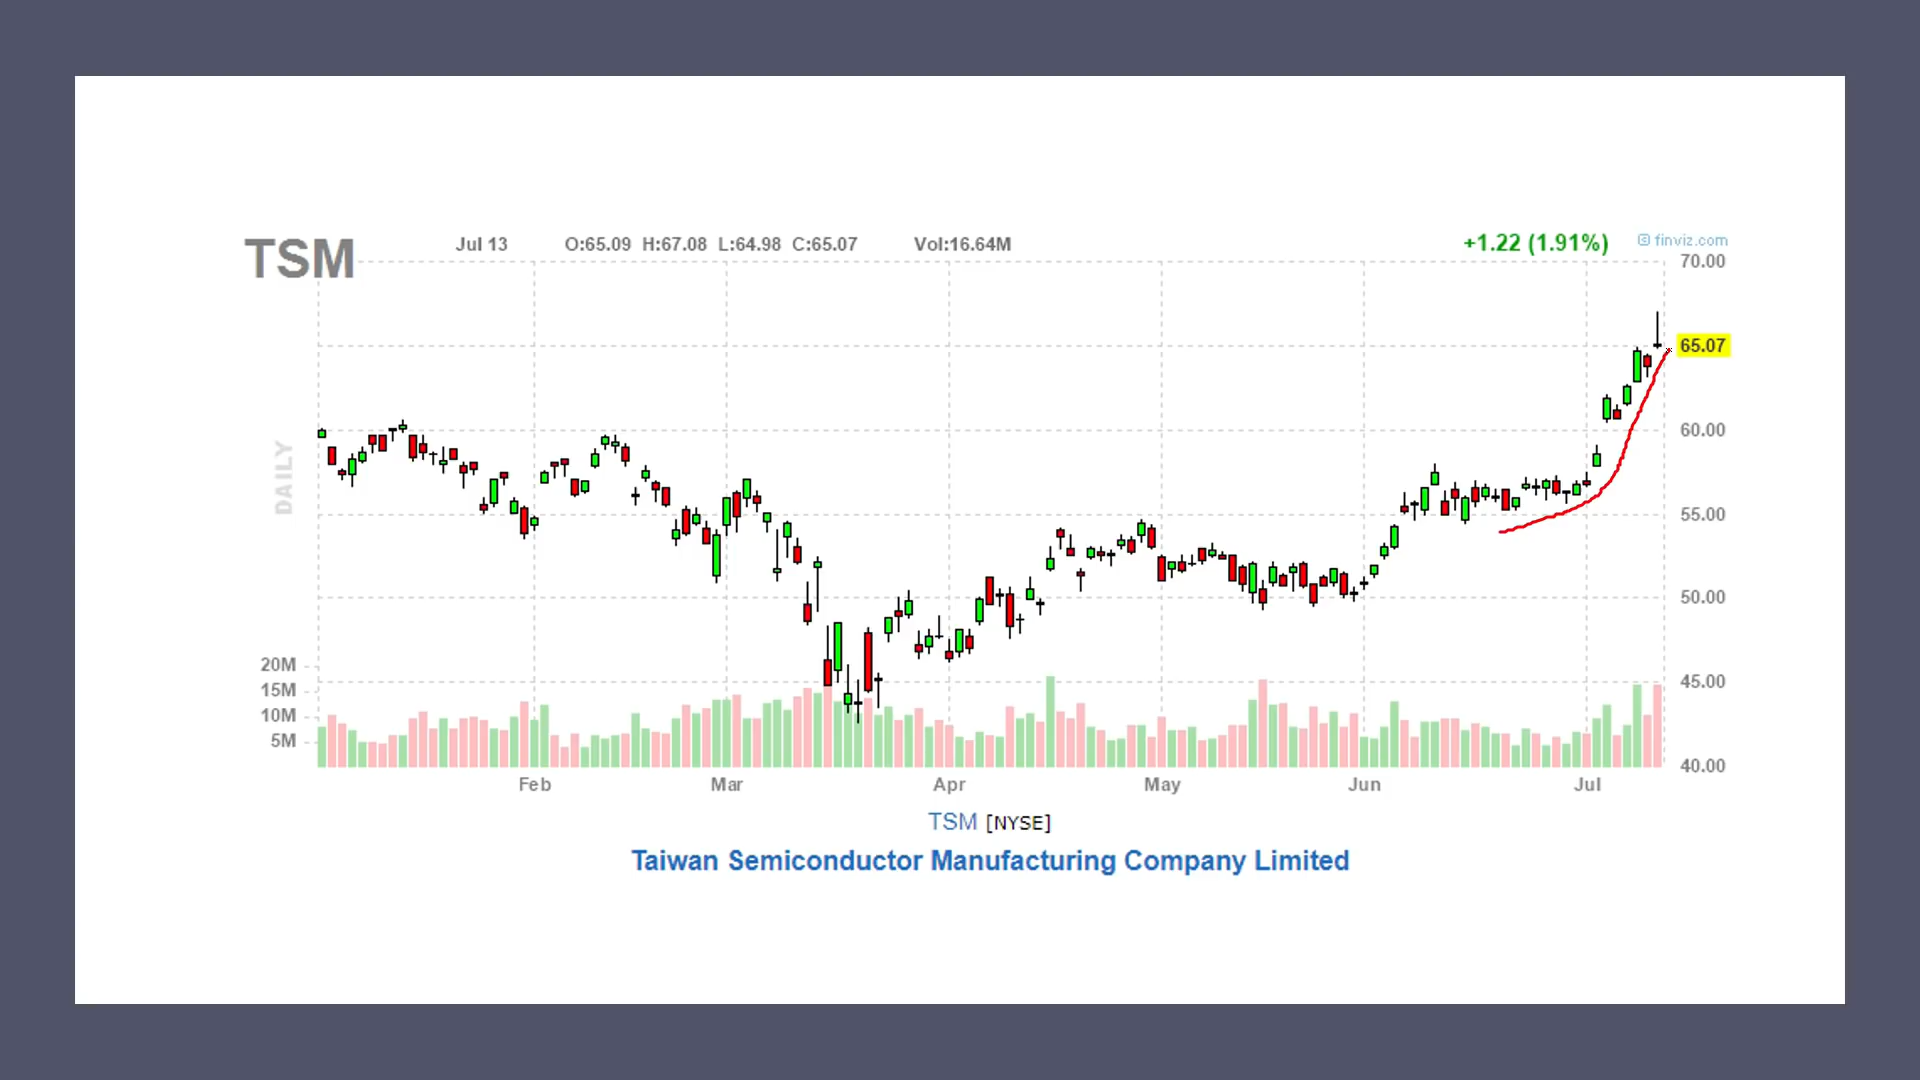 TSM Jul 13 O:65.09 H:67.08 L:64.98 C:65.07 Vol:16.64M +1.22 (1.91%) © finviz.com
70.00
65.07
60.00
DAILY
55.00
50.00
20M
15M
45.00
10M
5M
40.00
Feb Mar Apr May Jun Jul
TSM [NYSE]
Taiwan Semiconductor Manufacturing Company Limited